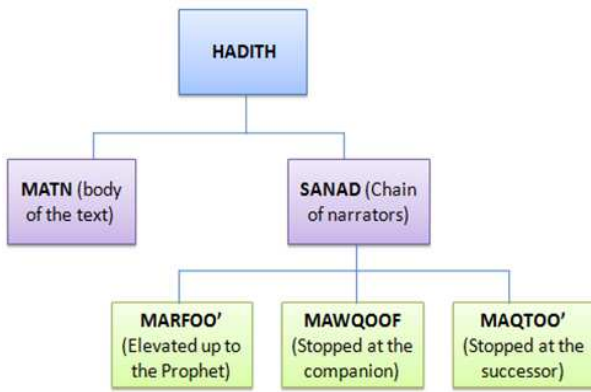 HADITH
MATN (body
of the text)
SANAD (Chain
of narrators)
MARFOO’
(Elevated up to
the Prophet)
MAWQOOF
(Stopped at the
companion)
MAQTOO’
(Stopped at the
successor)